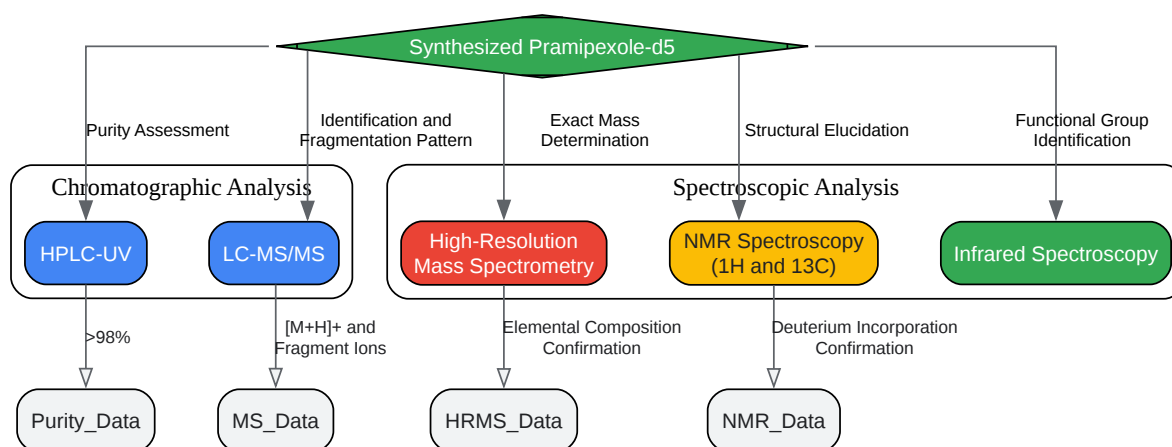 Synthesized Pramipexole-d5
Purity Assessment
Identification and
Fragmentation Pattern
Exact Mass
Determination
Structural Elucidation
Functional Group
Identification
Chromatographic Analysis
Spectroscopic Analysis
HPLC-UV
LC-MS/MS
High-Resolution
Mass Spectrometry
NMR Spectroscopy
(1H and 13C)
Infrared Spectroscopy
>98%
[M+H]+ and
Fragment Ions
Elemental Composition
Confirmation
Deuterium Incorporation
Confirmation
Purity_Data
MS_Data
HRMS_Data
NMR_Data